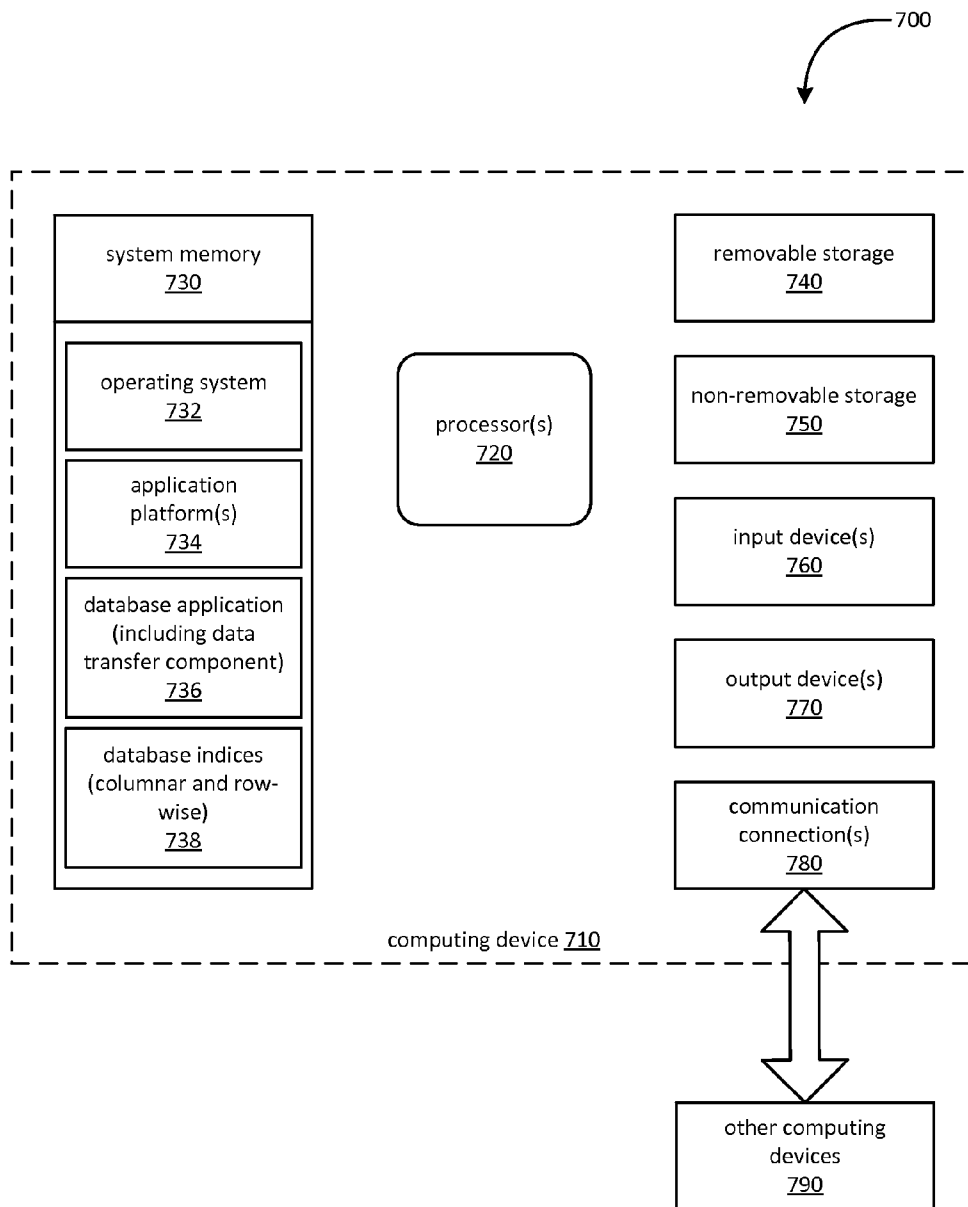 700
system memory
730
operating system
732
application
platform(s)
734
database application
(including data
transfer component)
736
database indices
(columnar and row-
wise)
738
processor(s)
720
removable storage
740
non-removable storage
750
input device(s)
760
output device(s)
770
communication
connection(s)
780
computing device 710
other computing
devices
790